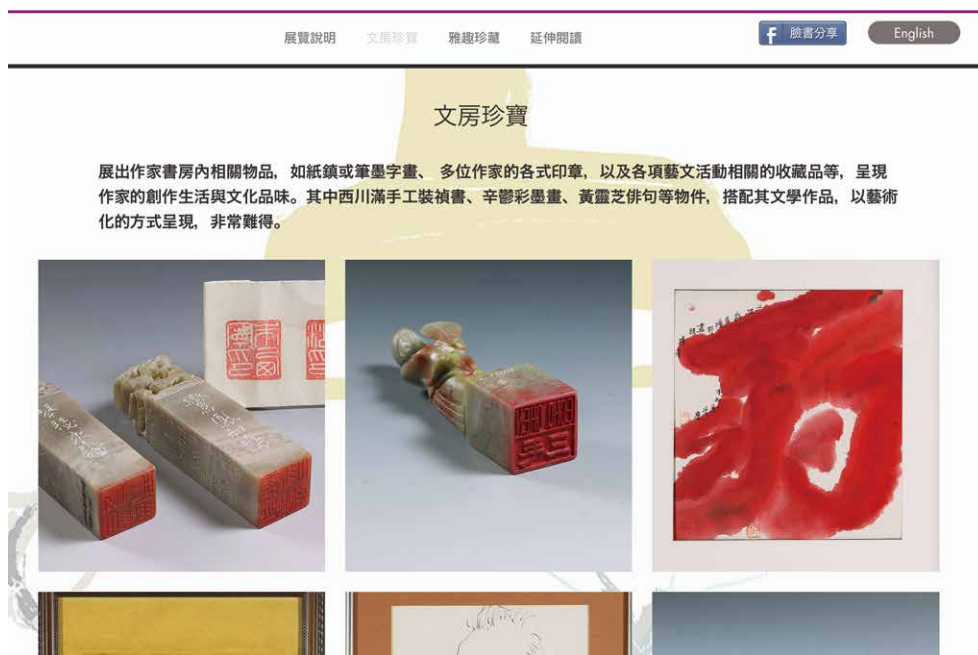 展覽說明 文房珍寶 雅趣珍藏 延伸閱讀 f 臉書分享 English
文房珍寶
展出作家書房內相關物品，如紙鎮或筆墨字畫、 多位作家的各式印章，以及各項藝文活動相關的收藏品等，呈現
作家的創作生活與文化品味。其中西川滿手工裝禎書、辛鬱彩墨畫、黃靈芝俳句等物件，搭配其文學作品，以藝術
化的方式呈現，非常難得。